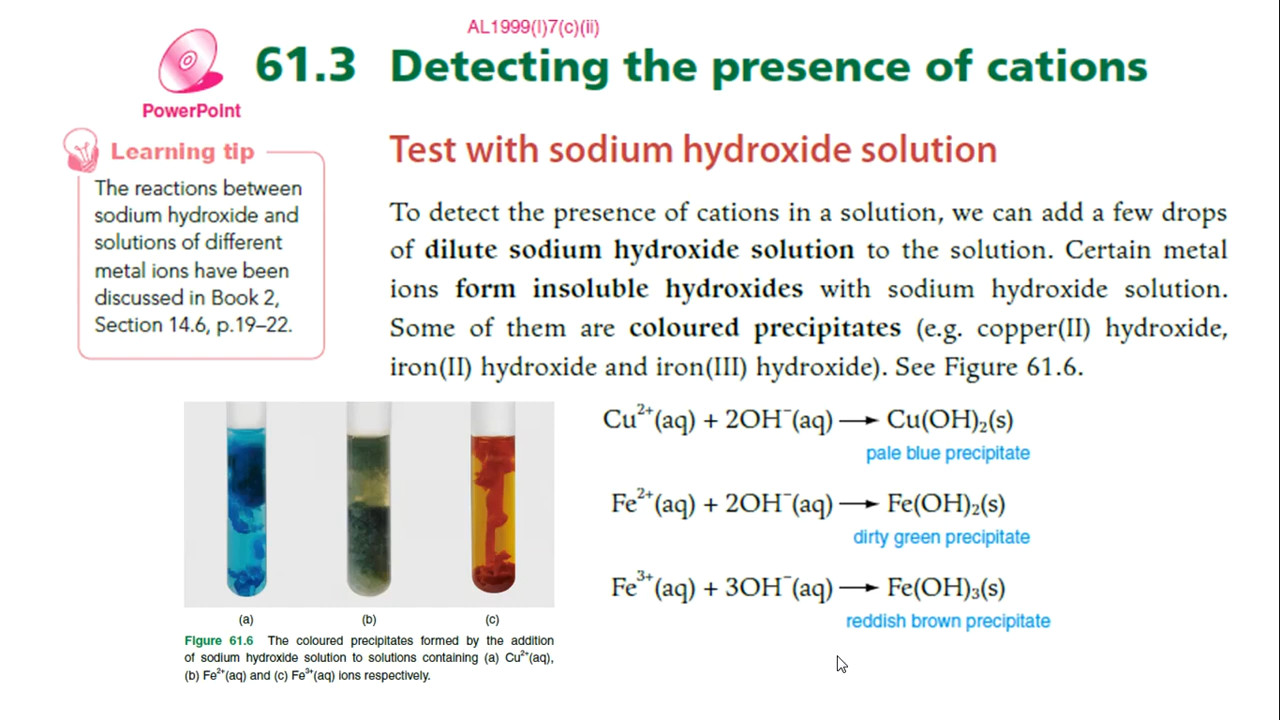 AL1999(I)7(c)(ii)
61.3 Detecting the presence of cations
PowerPoint
Learning tip
The reactions between
sodium hydroxide and
solutions of different
metal ions have been
discussed in Book 2,
Section 14.6, p.19–22.
Test with sodium hydroxide solution
To detect the presence of cations in a solution, we can add a few drops
of dilute sodium hydroxide solution to the solution. Certain metal
ions form insoluble hydroxides with sodium hydroxide solution.
Some of them are coloured precipitates (e.g. copper(II) hydroxide,
iron(II) hydroxide and iron(III) hydroxide). See Figure 61.6.
Cu²⁺(aq) + 2OH⁻(aq) ⟶ Cu(OH)₂(s)
pale blue precipitate
Fe²⁺(aq) + 2OH⁻(aq) ⟶ Fe(OH)₂(s)
dirty green precipitate
Fe³⁺(aq) + 3OH⁻(aq) ⟶ Fe(OH)₃(s)
reddish brown precipitate
(a) (b) (c)
Figure 61.6 The coloured precipitates formed by the addition
of sodium hydroxide solution to solutions containing (a) Cu²⁺(aq),
(b) Fe²⁺(aq) and (c) Fe³⁺(aq) ions respectively.